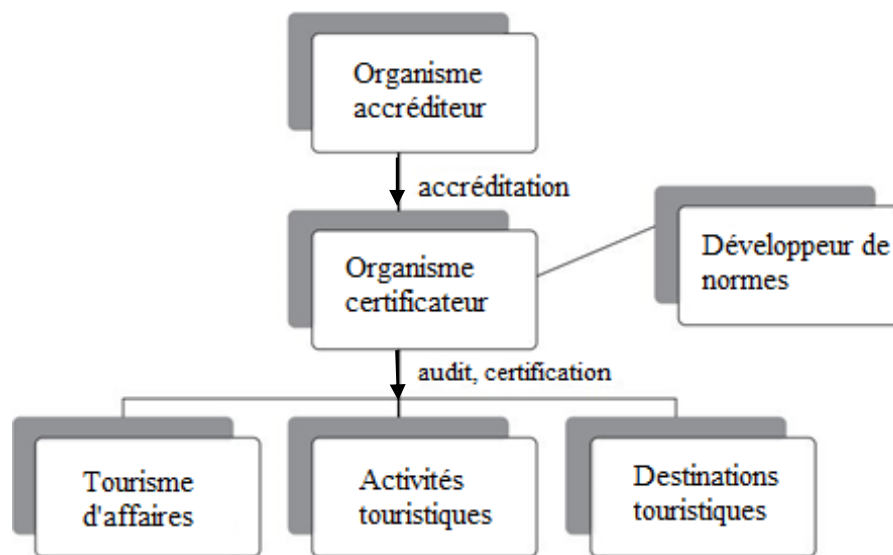 Organisme
accréditeur
accréditation
Développeur de
normes
Organisme
certificateur
audit, certification
Tourisme
d'affaires
Activités
touristiques
Destinations
touristiques